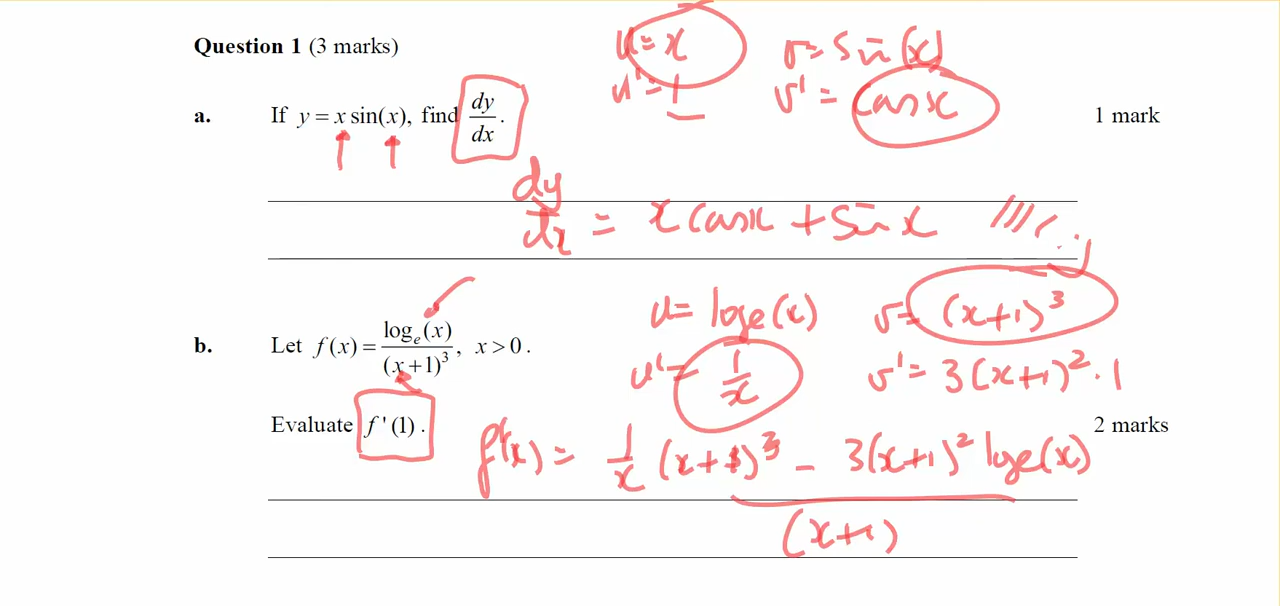 Question 1 (3 marks)
u = x
v = Sin(x)
u' = 1
v' = Cos x
a. If y = x sin(x), find dy/dx. 1 mark
dy/dx = x Cos x + Sin x
b. Let f(x) = log_e(x)/(x+1)^3, x > 0.
u = log e(x)
v = (x+1)^3
u' = 1/x
v' = 3(x+1)^2 · 1
Evaluate f'(1). 2 marks
f'(x) = 1/x (x+1)^3 − 3(x+1)^2 log e(x)
(x+1)